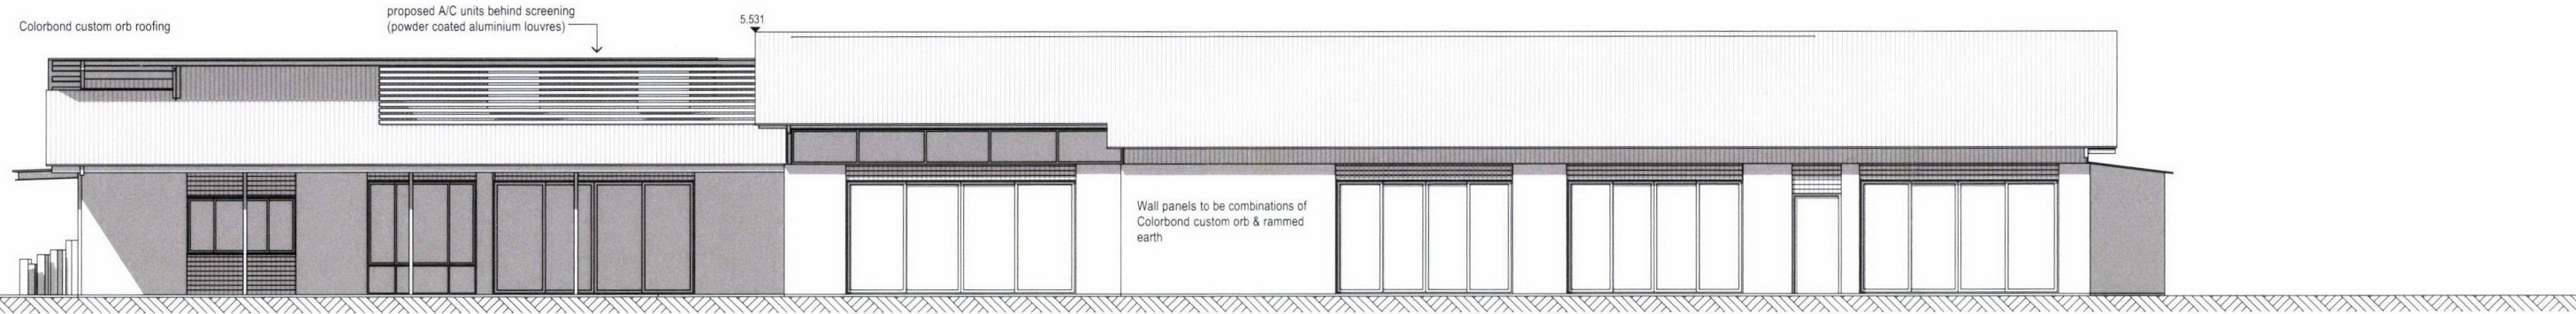 Colorbond custom orb roofing
proposed A/C units behind screening
(powder coated aluminium louvres)
5.531
Wall panels to be combinations of
Colorbond custom orb & rammed
earth